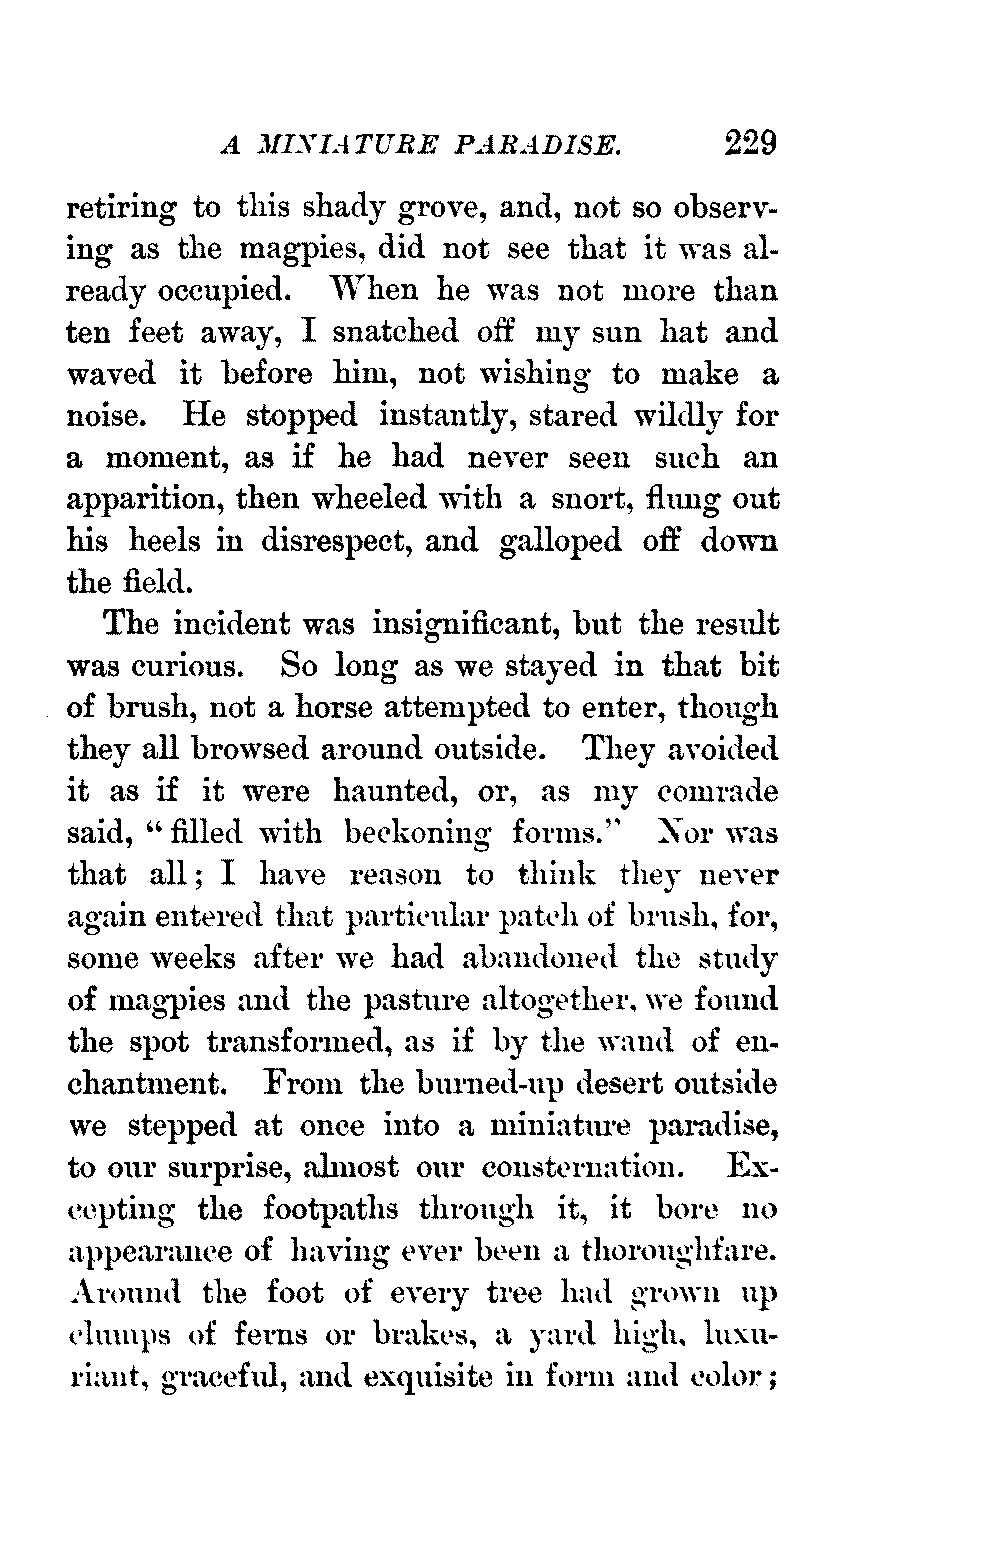 A MINIATURE PARADISE. 229
retiring to this shady grove, and, not so observ-
ing as the magpies, did not see that it was al-
ready occupied. When he was not more than
ten feet away, I snatched off my sun hat and
waved it before him, not wishing to make a
noise. He stopped instantly, stared wildly for
a moment, as if he had never seen such an
apparition, then wheeled with a snort, flung out
his heels in disrespect, and galloped off down
the field.
The incident was insignificant, but the result
was curious. So long as we stayed in that bit
of brush, not a horse attempted to enter, though
they all browsed around outside. They avoided
it as if it were haunted, or, as my comrade
said, “filled with beckoning forms.” Nor was
that all; I have reason to think they never
again entered that particular patch of brush, for,
some weeks after we had abandoned the study
of magpies and the pasture altogether, we found
the spot transformed, as if by the wand of en-
chantment. From the burned-up desert outside
we stepped at once into a miniature paradise,
to our surprise, almost our consternation. Ex-
cepting the footpaths through it, it bore no
appearance of having ever been a thoroughfare.
Around the foot of every tree had grown up
clumps of ferns or brakes, a yard high, luxu-
riant, graceful, and exquisite in form and color;